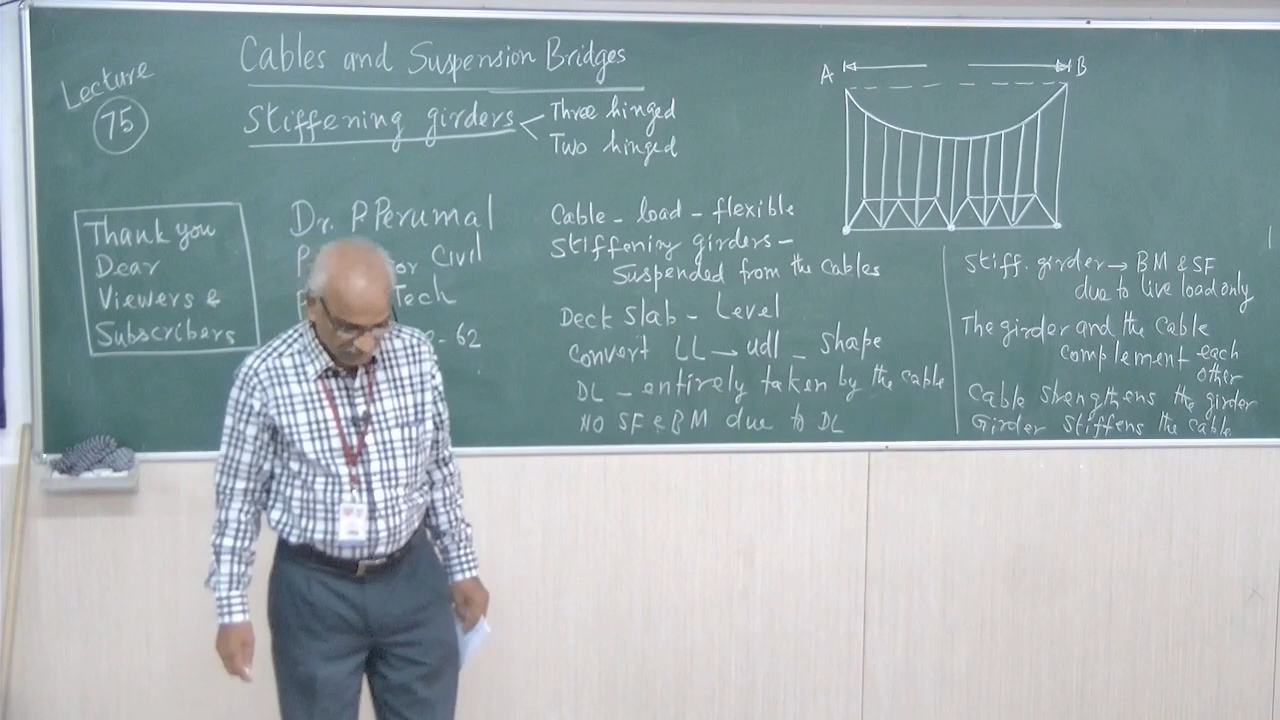 Lecture
75
Cables and Suspension Bridges
Stiffening girders
Three hinged
Two hinged
Thank you
Dear
Viewers &
Subscribers
Dr. P Perumal
Civil
Tech
- 62
Cable - load - flexible
Stiffening girders -
Suspended from the cables
Deck Slab - Level
Convert LL → udl - shape
DL - entirely taken by the cable
NO SF & BM due to DL
A
B
Stiff. girder → BM & SF
due to live load only
The girder and the cable
complement each
other
Cable strengthens the girder
Girder stiffens the cable